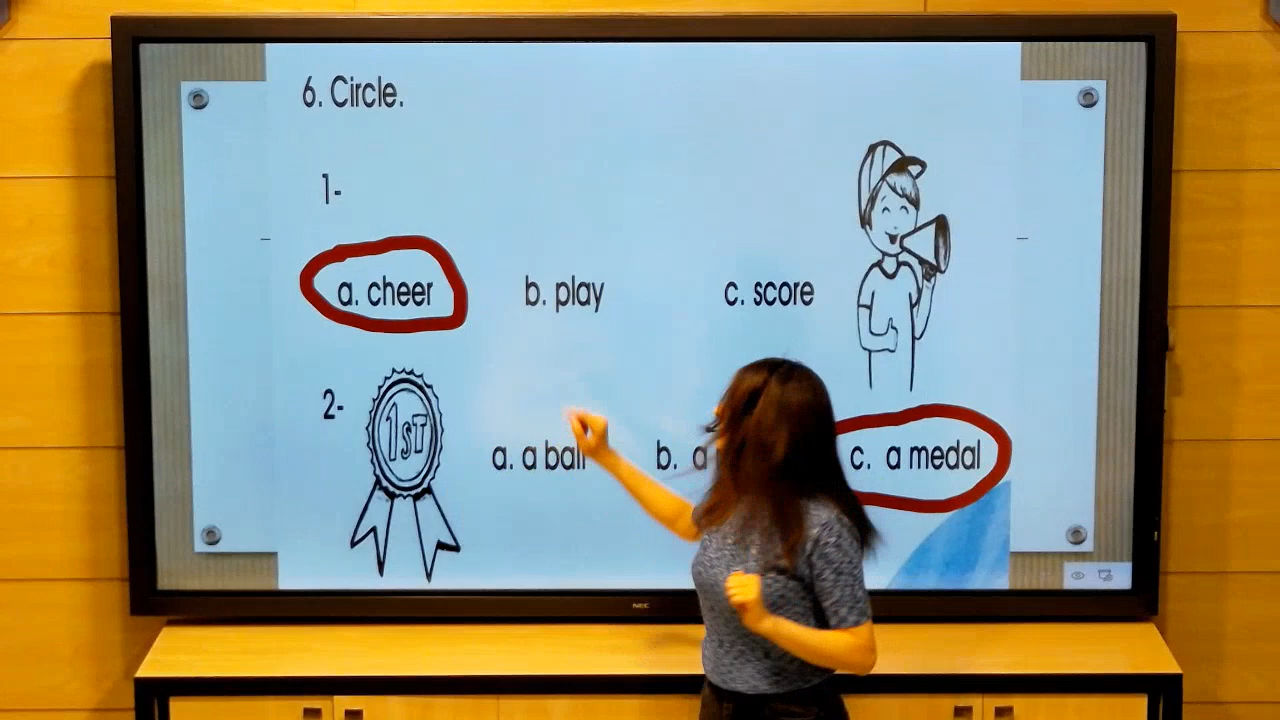 6. Circle.
1-
a. cheer b. play c. score
2-
1ST
a. a ball b. a c. a medal
NEC